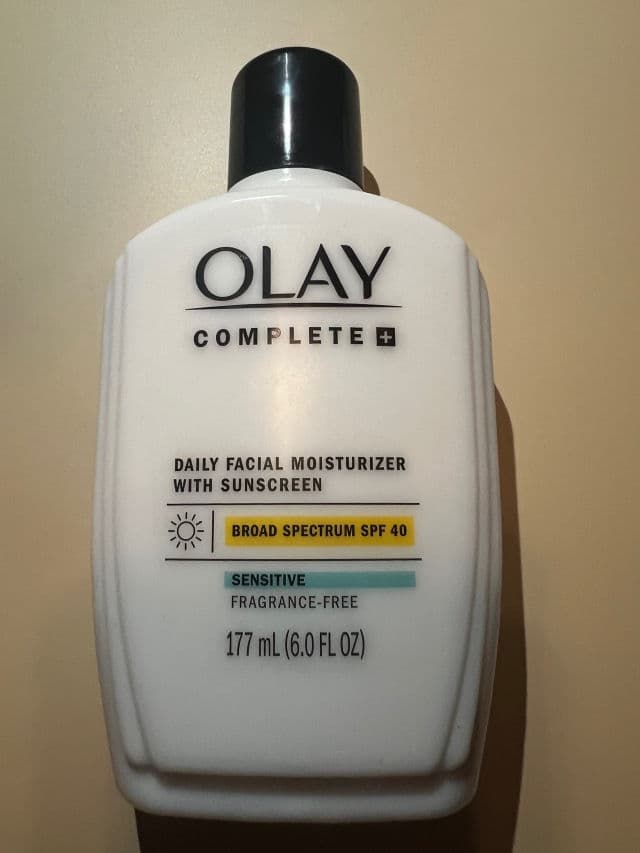 OLAY
COMPLETE +
DAILY FACIAL MOISTURIZER
WITH SUNSCREEN
BROAD SPECTRUM SPF 40
SENSITIVE
FRAGRANCE-FREE
177 mL (6.0 FL OZ)